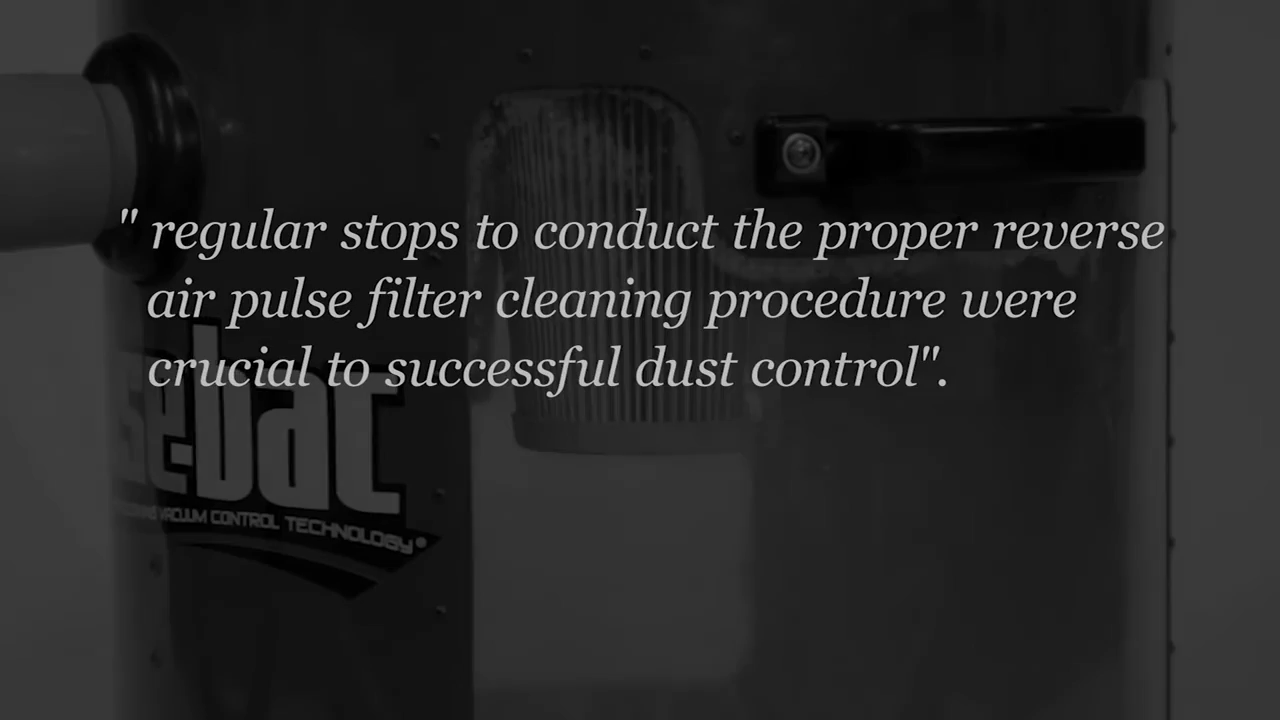 " regular stops to conduct the proper reverse
air pulse filter cleaning procedure were
crucial to successful dust control".
VACUUM CONTROL TECHNOLOGY®